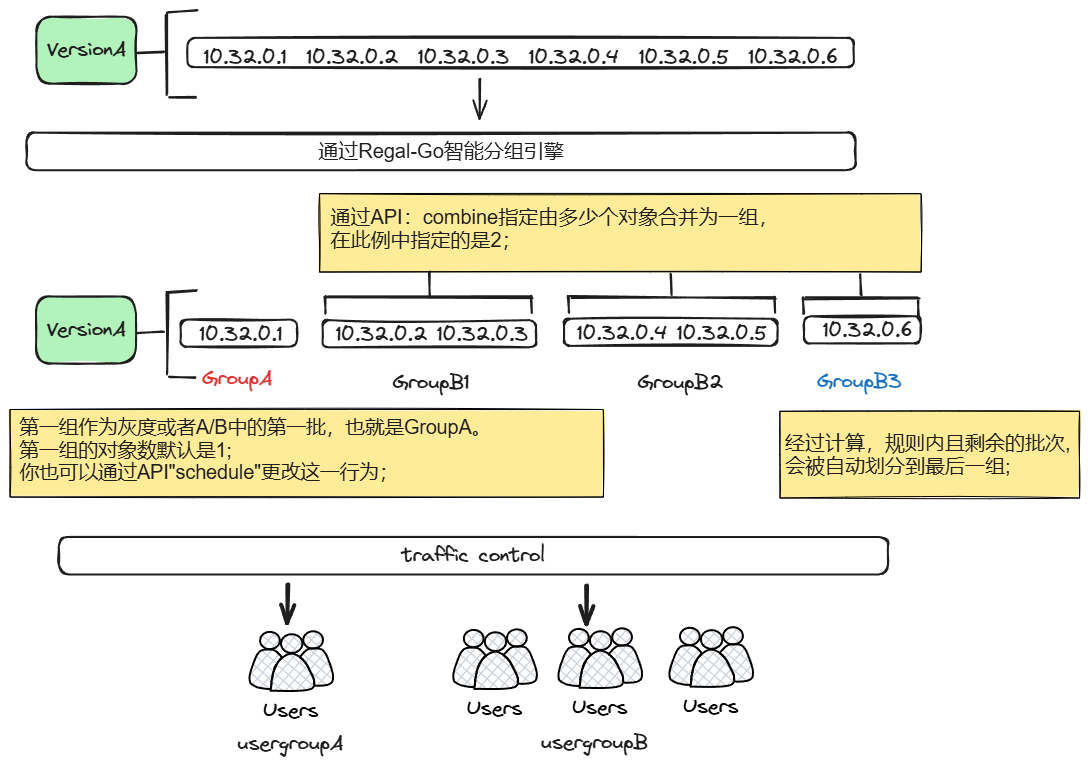 VersionA
10.32.0.1 10.32.0.2 10.32.0.3 10.32.0.4 10.32.0.5 10.32.0.6
通过Regal-Go智能分组引擎
通过API：combine指定由多少个对象合并为一组，
在此例中指定的是2；
VersionA
10.32.0.1
10.32.0.2 10.32.0.3
10.32.0.4 10.32.0.5
10.32.0.6
GroupA
GroupB1
GroupB2
GroupB3
第一组作为灰度或者A/B中的第一批，也就是GroupA。
第一组的对象数默认是1;
你也可以通过API"schedule"更改这一行为；
经过计算，规则内且剩余的批次,
会被自动划分到最后一组;
traffic control
Users
Users
Users
Users
usergroupA
usergroupB